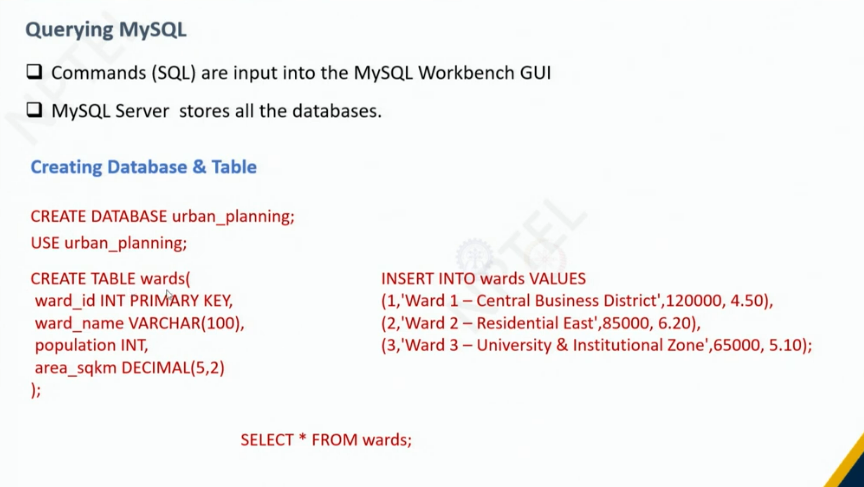 Querying MySQL
❑ Commands (SQL) are input into the MySQL Workbench GUI
❑ MySQL Server stores all the databases.
Creating Database & Table
CREATE DATABASE urban_planning;
USE urban_planning;
CREATE TABLE wards(
ward_id INT PRIMARY KEY,
ward_name VARCHAR(100),
population INT,
area_sqkm DECIMAL(5,2)
);
INSERT INTO wards VALUES
(1,'Ward 1 – Central Business District',120000, 4.50),
(2,'Ward 2 – Residential East',85000, 6.20),
(3,'Ward 3 – University & Institutional Zone',65000, 5.10);
SELECT * FROM wards;
NPTEL
NPTEL